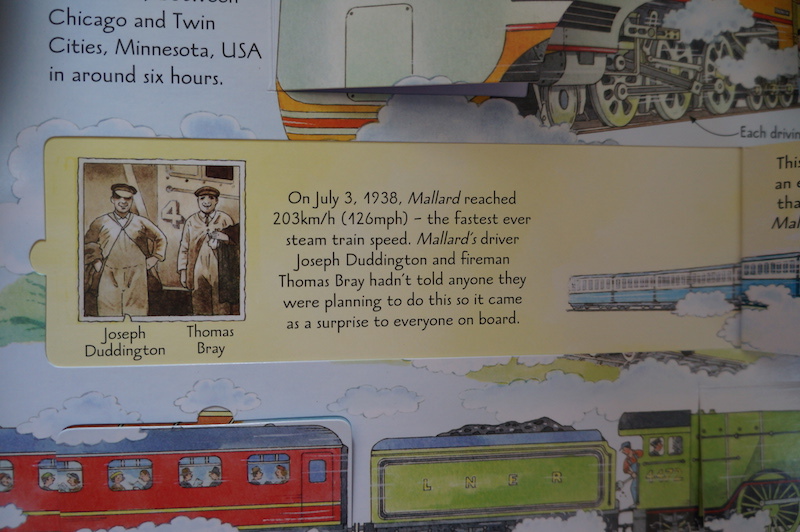 Chicago and Twin
Cities, Minnesota, USA
in around six hours.
Each drivin
On July 3, 1938, Mallard reached
203km/h (126mph) – the fastest ever
steam train speed. Mallard's driver
Joseph Duddington and fireman
Thomas Bray hadn't told anyone they
were planning to do this so it came
as a surprise to everyone on board.
4
Joseph
Duddington
Thomas
Bray
This
an e
tha
Mal
L N E R